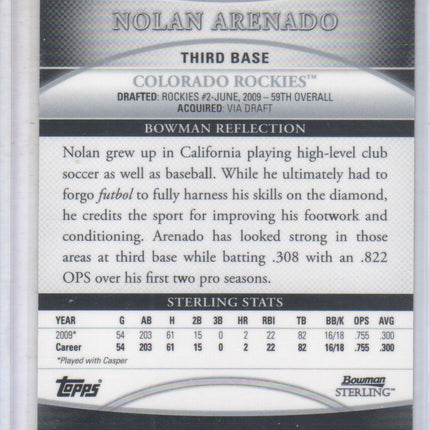 NOLAN ARENADO
THIRD BASE
COLORADO ROCKIES™
DRAFTED: ROCKIES #2-JUNE, 2009 – 59TH OVERALL
ACQUIRED: VIA DRAFT
BOWMAN REFLECTION
Nolan grew up in California playing high-level club
soccer as well as baseball. While he ultimately had to
forgo futbol to fully harness his skills on the diamond,
he credits the sport for improving his footwork and
conditioning. Arenado has looked strong in those
areas at third base while batting .308 with an .822
OPS over his first two pro seasons.
STERLING STATS
YEAR G AB H 2B 3B HR RBI TB BB/K OPS AVG
2009* 54 203 61 15 0 2 22 82 16/18 .755 .300
Career 54 203 61 15 0 2 22 82 16/18 .755 .300
*Played with Casper
Topps Bowman
STERLING™